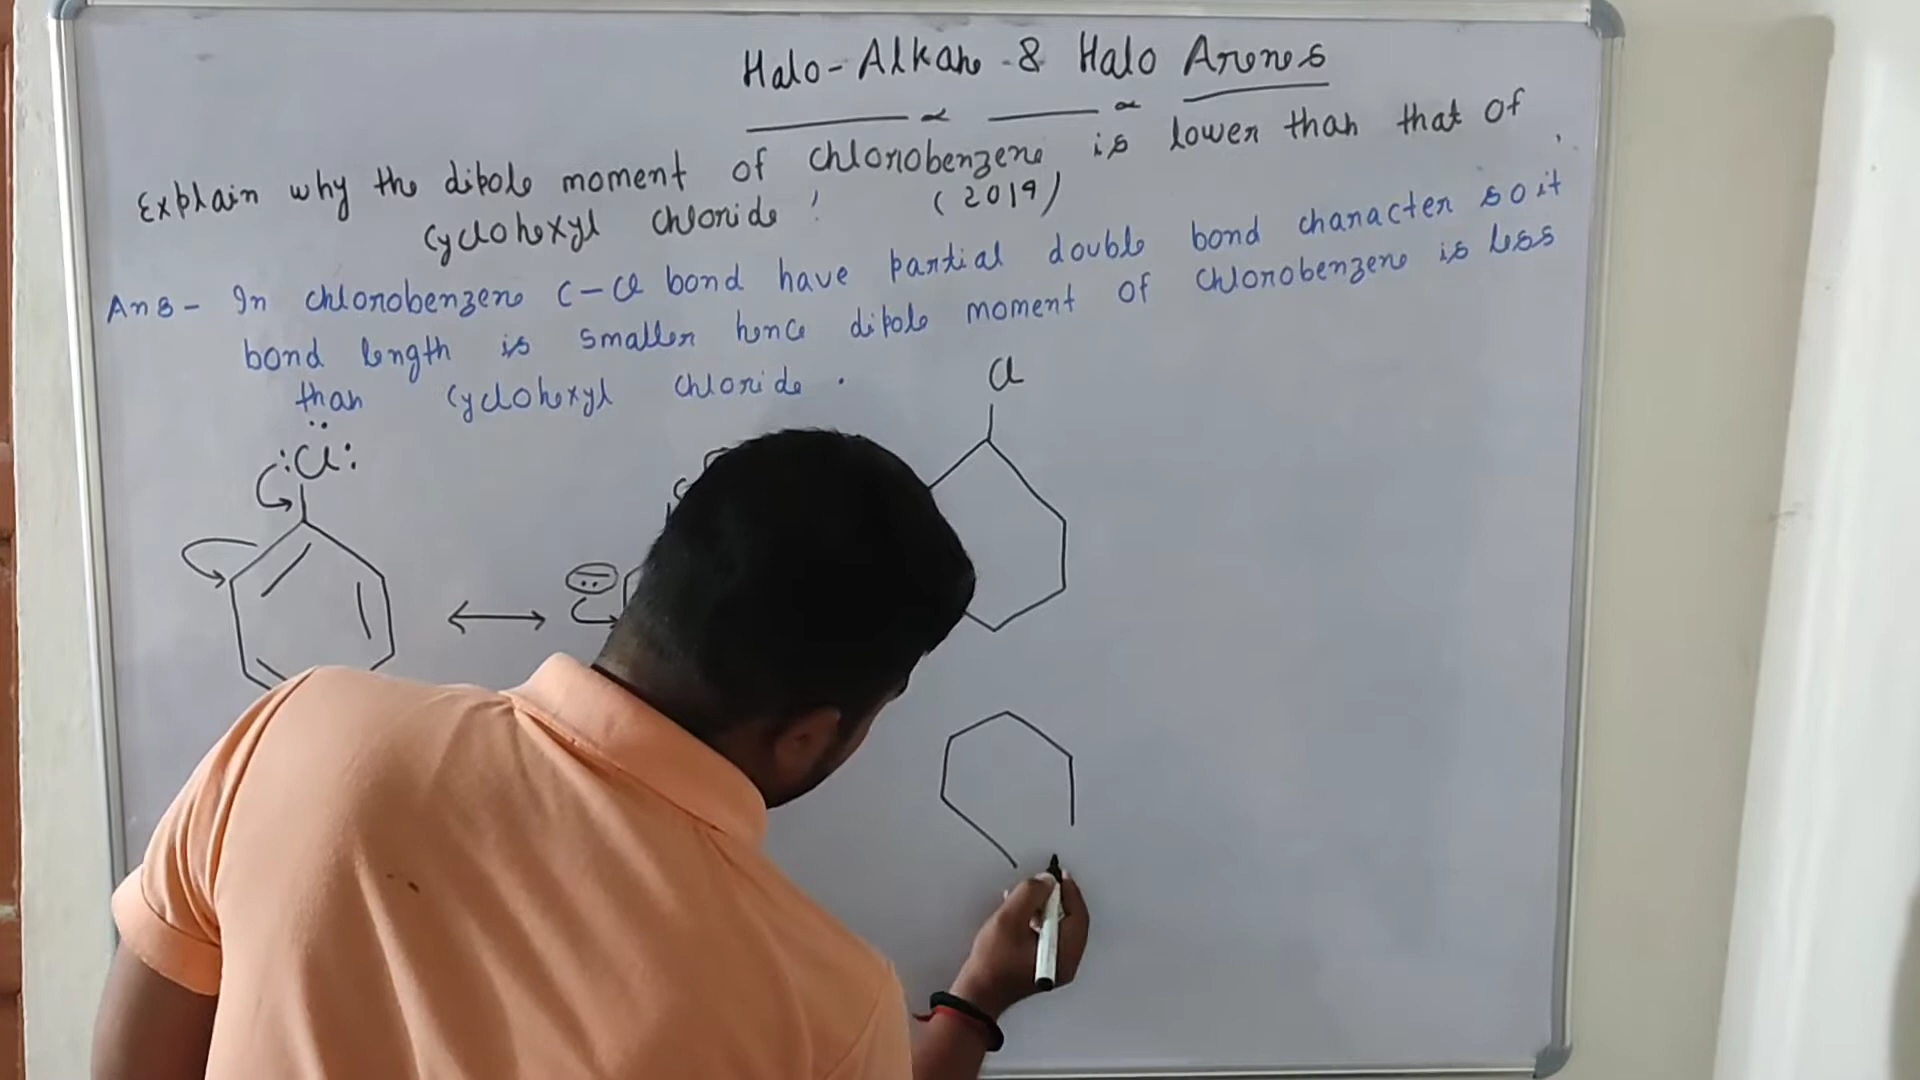 Halo-Alkane & Halo Arenes
Explain why the dipole moment of chlorobenzene is lower than that of
cyclohexyl chloride ! (2019)
Ans- In chlorobenzene C-Cl bond have partial double bond character so it
bond length is smaller hence dipole moment of chlorobenzene is less
than cyclohexyl chloride.
Cl
:Cl: